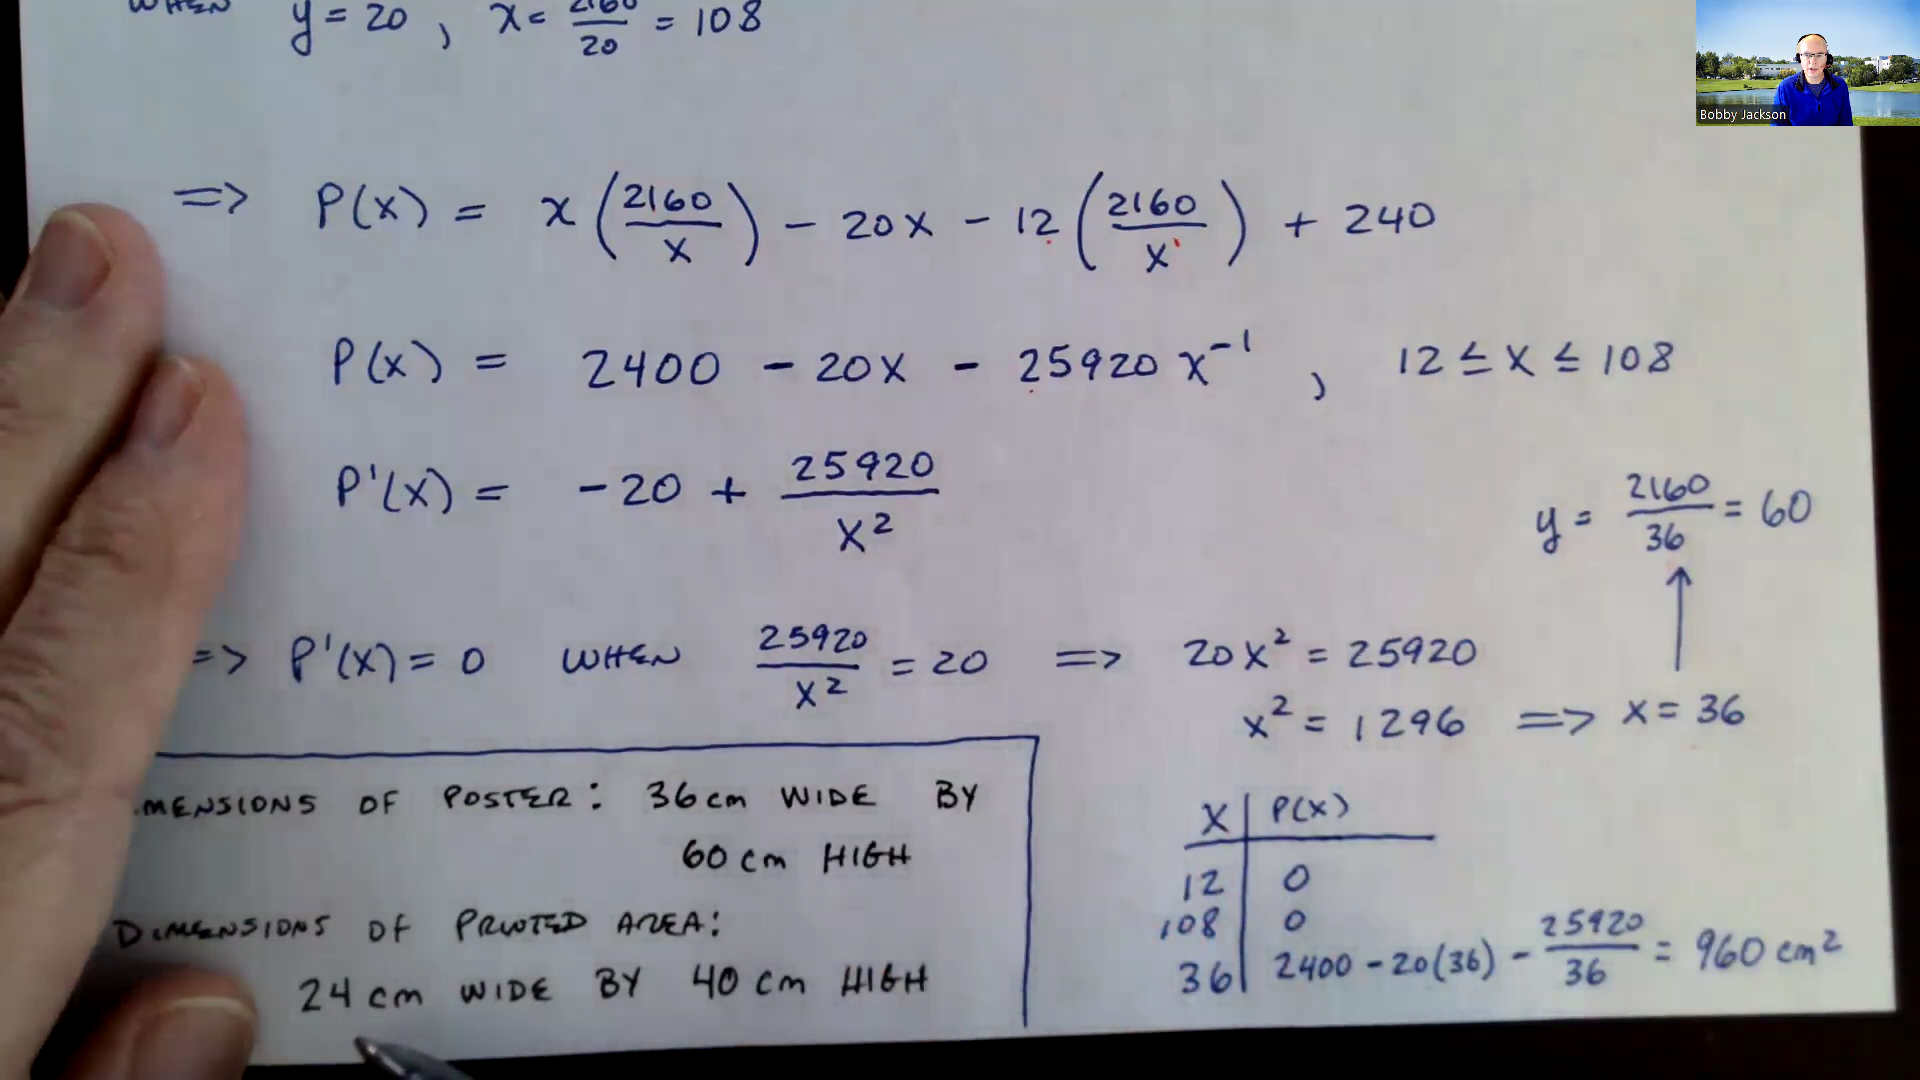 WHEN y = 20 , x = 2160/20 = 108
Bobby Jackson
=> P(x) = x(2160/x) - 20x - 12(2160/x) + 240
P(x) = 2400 - 20x - 25920 x⁻¹ , 12 ≤ x ≤ 108
P'(x) = -20 + 25920/x²
y = 2160/36 = 60
=> P'(x) = 0 WHEN 25920/x² = 20 => 20x² = 25920
x² = 1296 => x = 36
MENSIONS OF POSTER: 36 cm WIDE BY
60 cm HIGH
DIMENSIONS OF PRINTED AREA:
24 cm WIDE BY 40 cm HIGH
x | P(x)
12 | 0
108 | 0
36 | 2400 - 20(36) - 25920/36 = 960 cm²